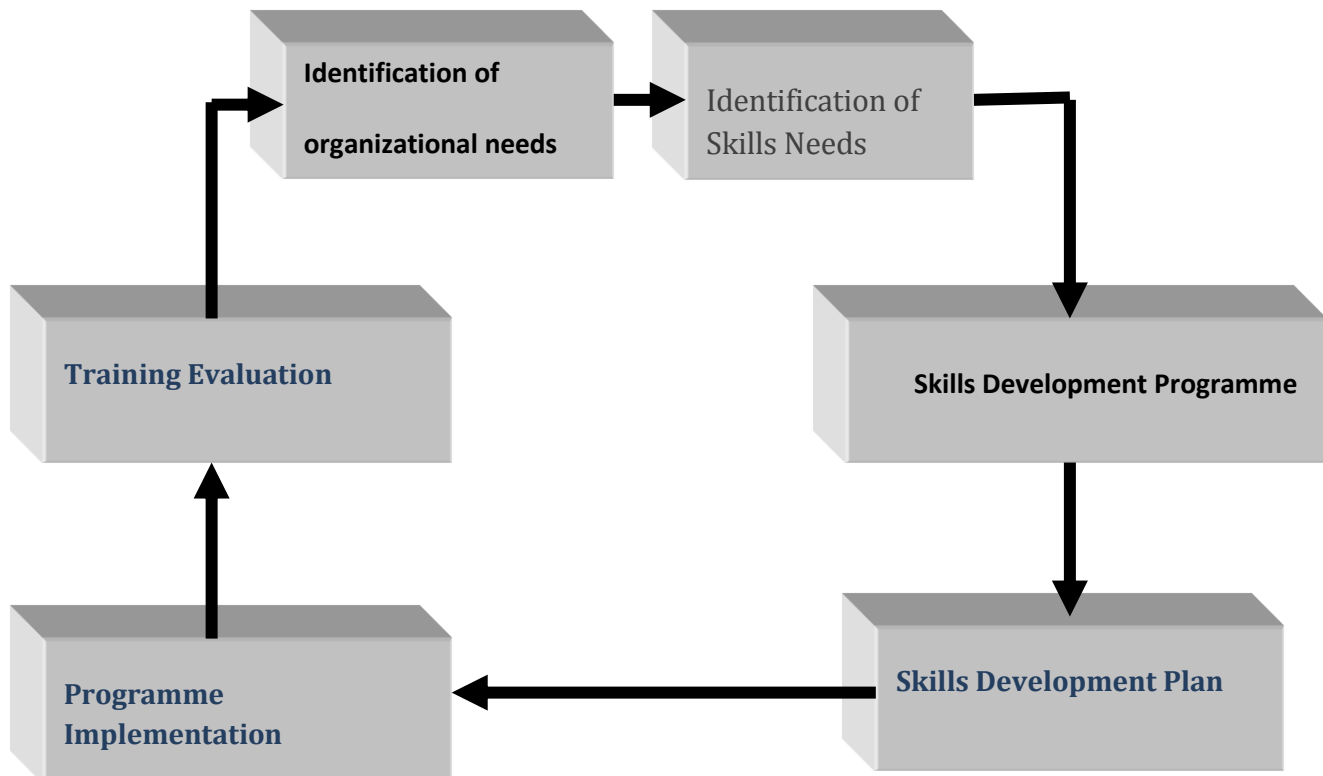 Identification of
organizational needs
Identification of
Skills Needs
Training Evaluation
Skills Development Programme
Programme
Implementation
Skills Development Plan